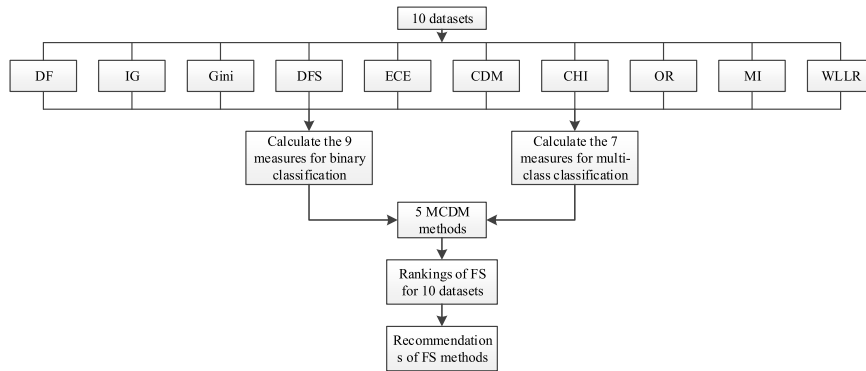 10 datasets
DF IG Gini DFS ECE CDM CHI OR MI WLLR
Calculate the 9
measures for binary
classification
Calculate the 7
measures for multi-
class classification
5 MCDM
methods
Rankings of FS
for 10 datasets
Recommendation
s of FS methods